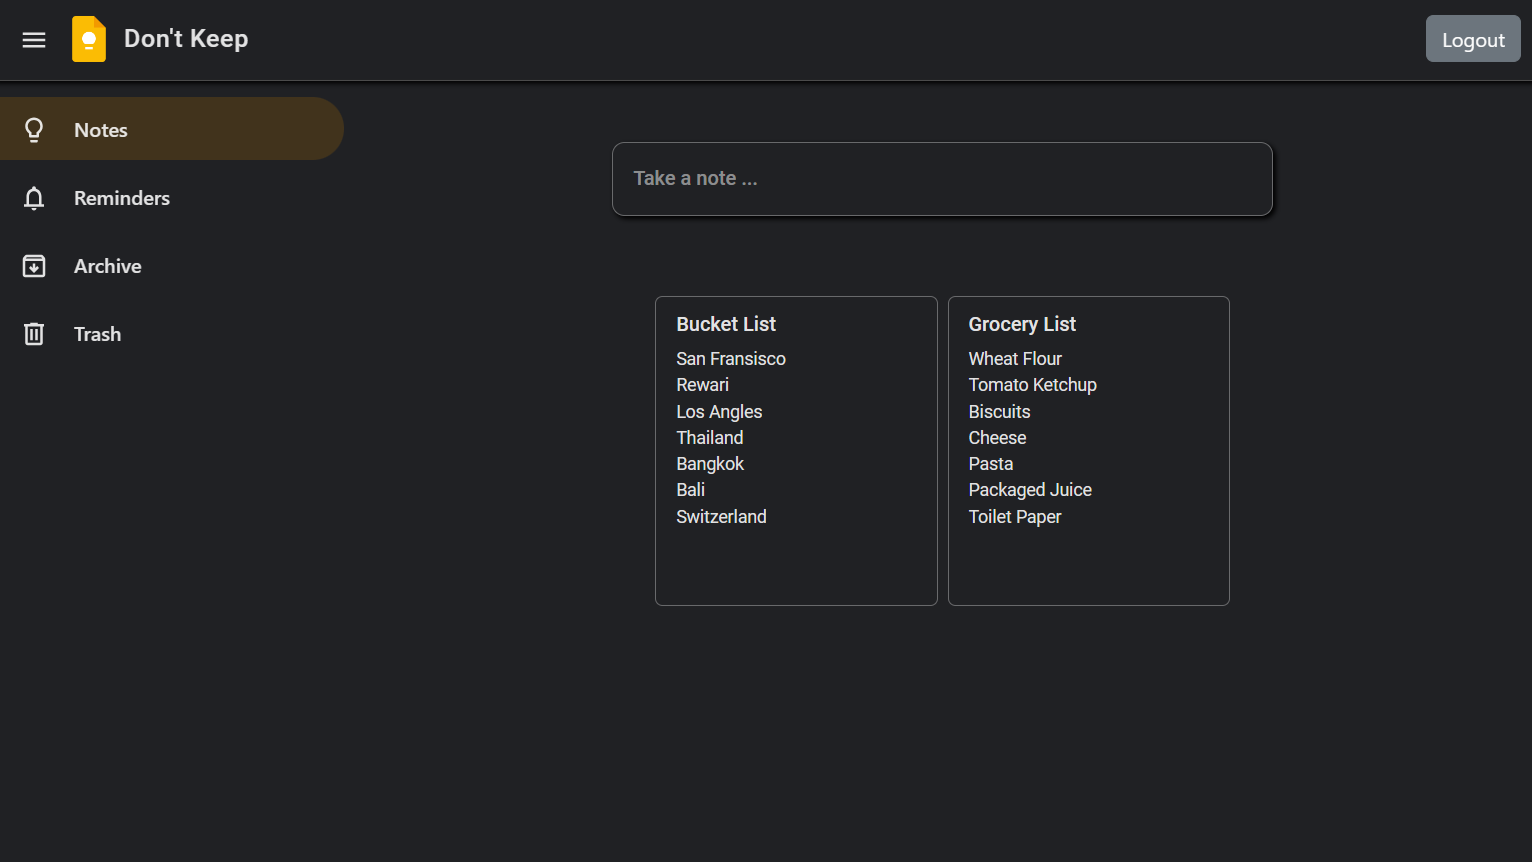 Don't Keep
Logout
Notes
Reminders
Archive
Trash
Take a note ...
Bucket List
San Fransisco
Rewari
Los Angles
Thailand
Bangkok
Bali
Switzerland
Grocery List
Wheat Flour
Tomato Ketchup
Biscuits
Cheese
Pasta
Packaged Juice
Toilet Paper